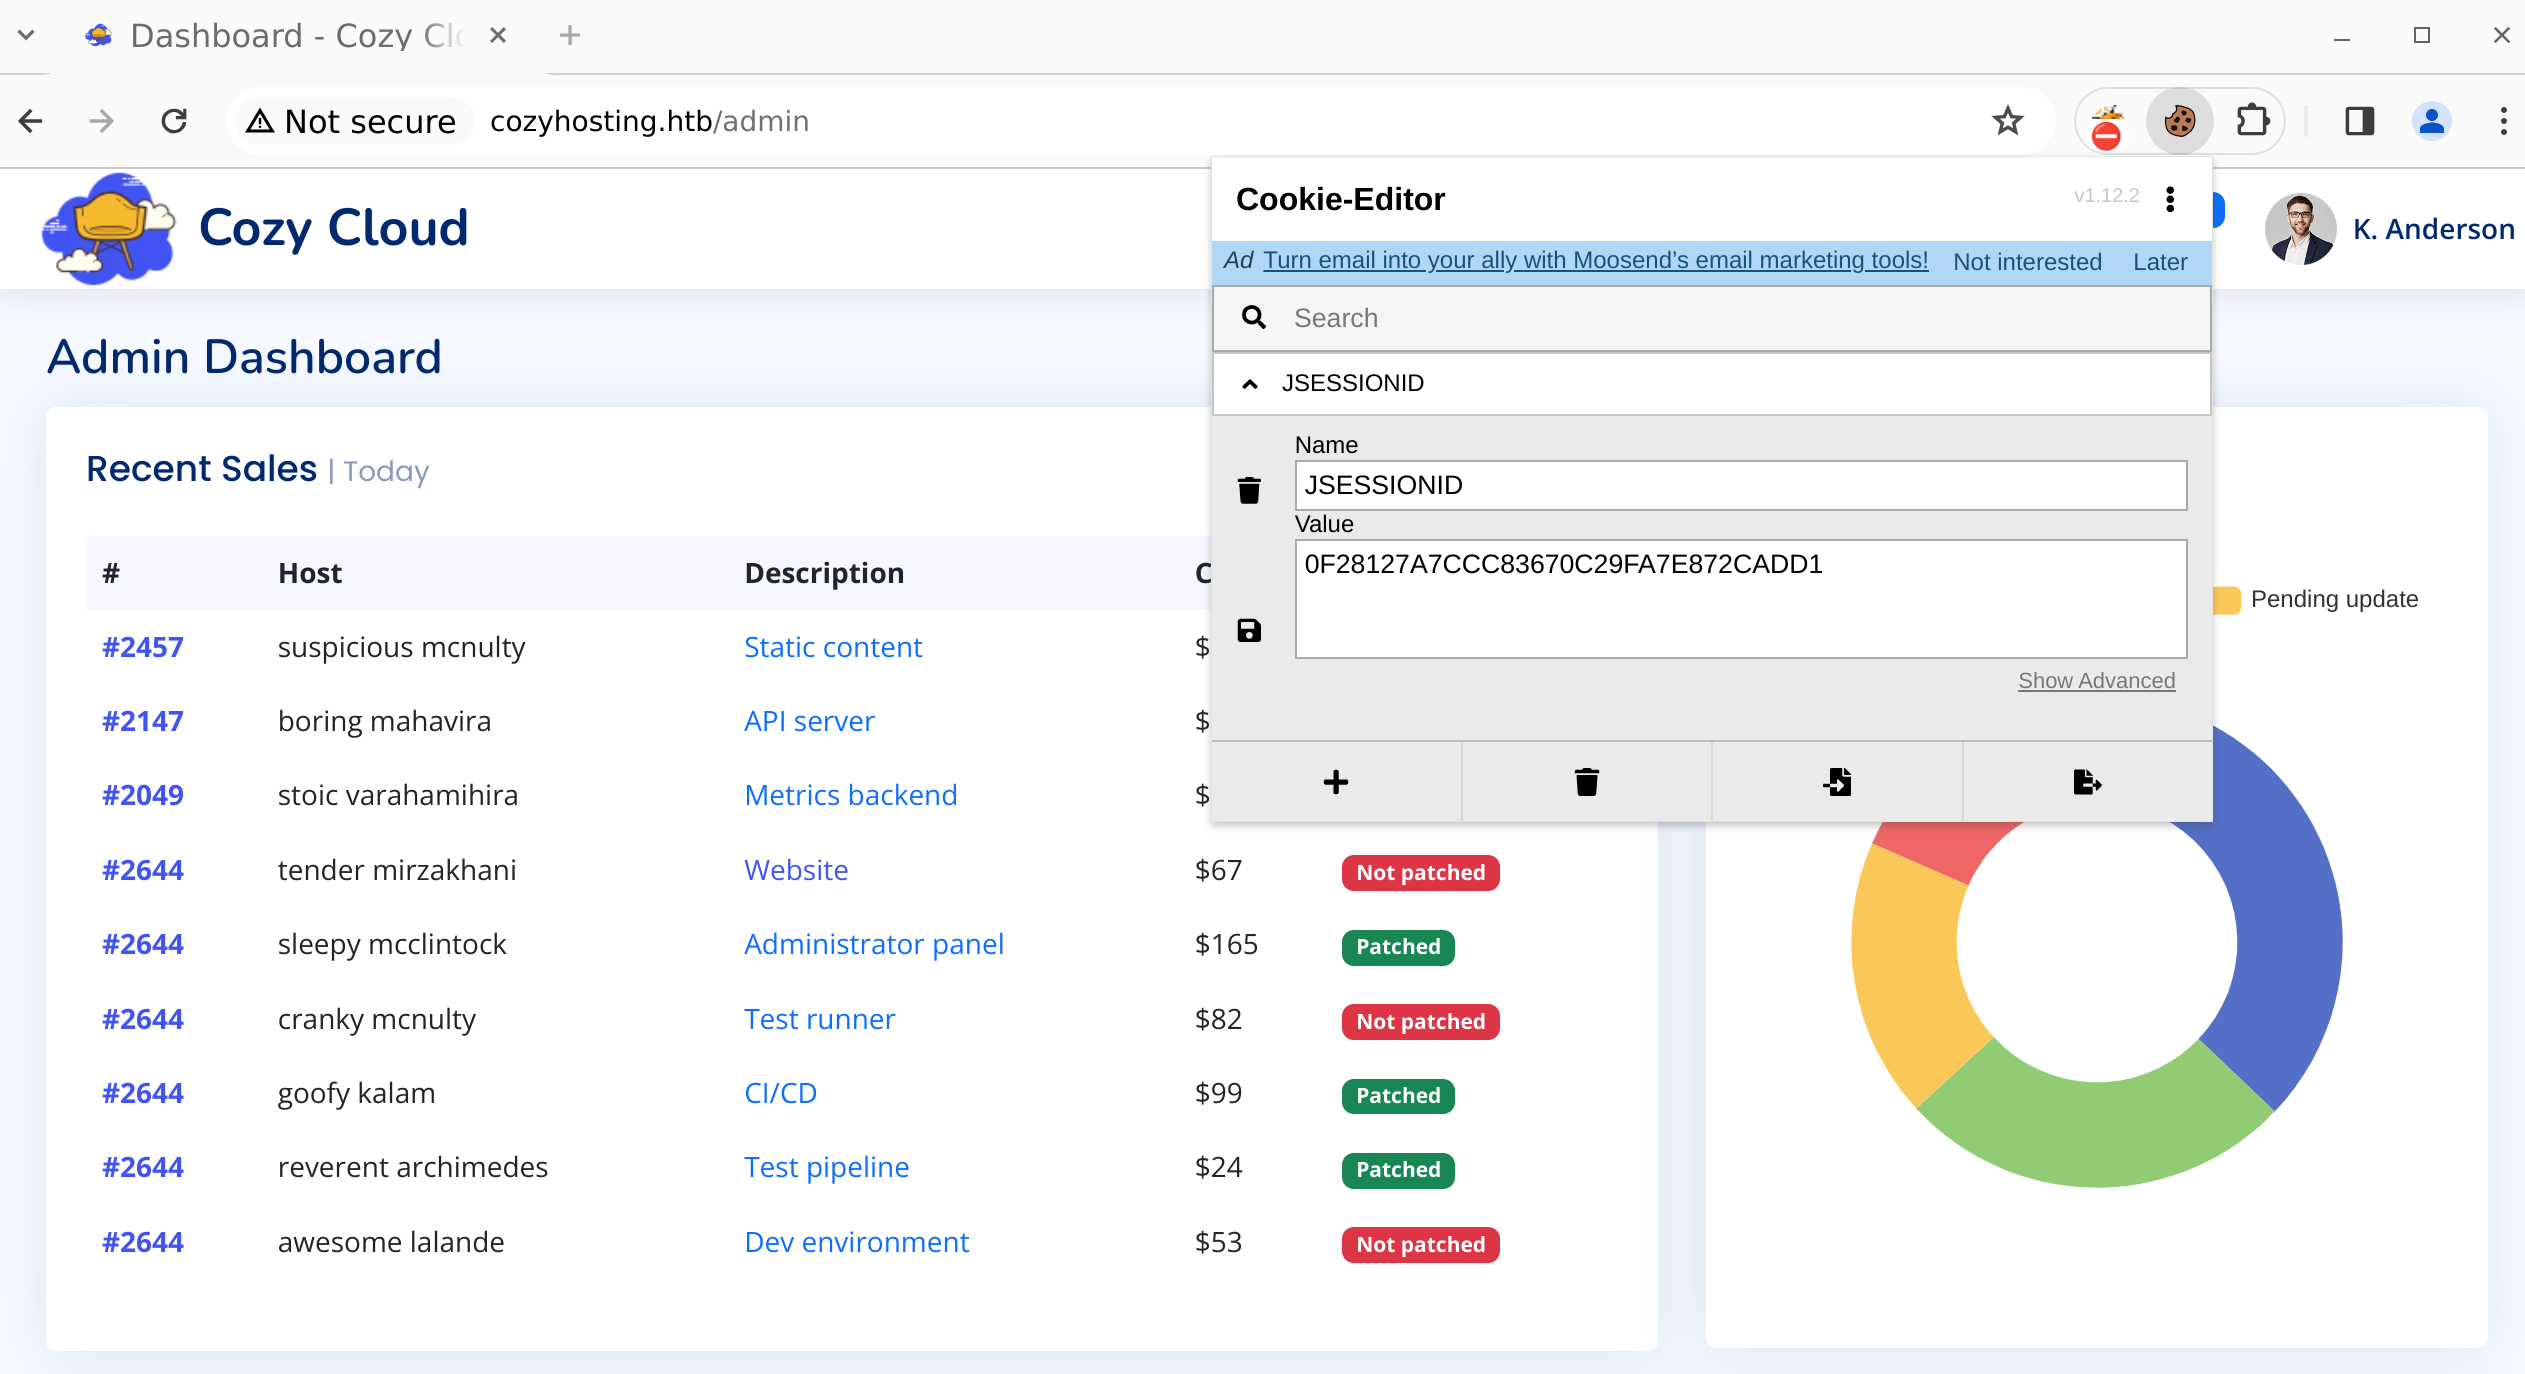 Dashboard - Cozy Clo
Not secure cozyhosting.htb/admin
Cozy Cloud
K. Anderson
Cookie-Editor
v1.12.2
Ad Turn email into your ally with Moosend's email marketing tools! Not interested Later
Search
JSESSIONID
Name
JSESSIONID
Value
0F28127A7CCC83670C29FA7E872CADD1
Show Advanced
Admin Dashboard
Recent Sales | Today
# Host Description
#2457 suspicious mcnulty Static content $
#2147 boring mahavira API server $
#2049 stoic varahamihira Metrics backend $
#2644 tender mirzakhani Website $67 Not patched
#2644 sleepy mcclintock Administrator panel $165 Patched
#2644 cranky mcnulty Test runner $82 Not patched
#2644 goofy kalam CI/CD $99 Patched
#2644 reverent archimedes Test pipeline $24 Patched
#2644 awesome lalande Dev environment $53 Not patched
Pending update